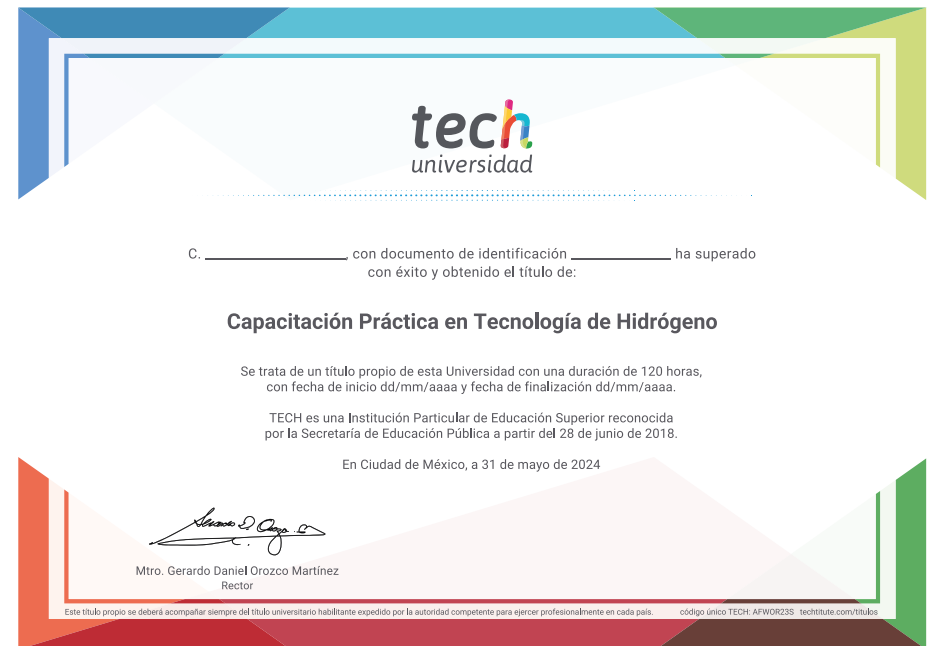 tech
universidad
C. ____________, con documento de identificación ____________ ha superado
con éxito y obtenido el título de:
Capacitación Práctica en Tecnología de Hidrógeno
Se trata de un título propio de esta Universidad con una duración de 120 horas,
con fecha de inicio dd/mm/aaaa y fecha de finalización dd/mm/aaaa.
TECH es una Institución Particular de Educación Superior reconocida
por la Secretaría de Educación Pública a partir del 28 de junio de 2018.
En Ciudad de México, a 31 de mayo de 2024
Mtro. Gerardo Daniel Orozco Martínez
Rector
Este título propio se deberá acompañar siempre del título universitario habilitante expedido por la autoridad competente para ejercer profesionalmente en cada país. código único TECH: AFWOR23S techtitute.com/titulos